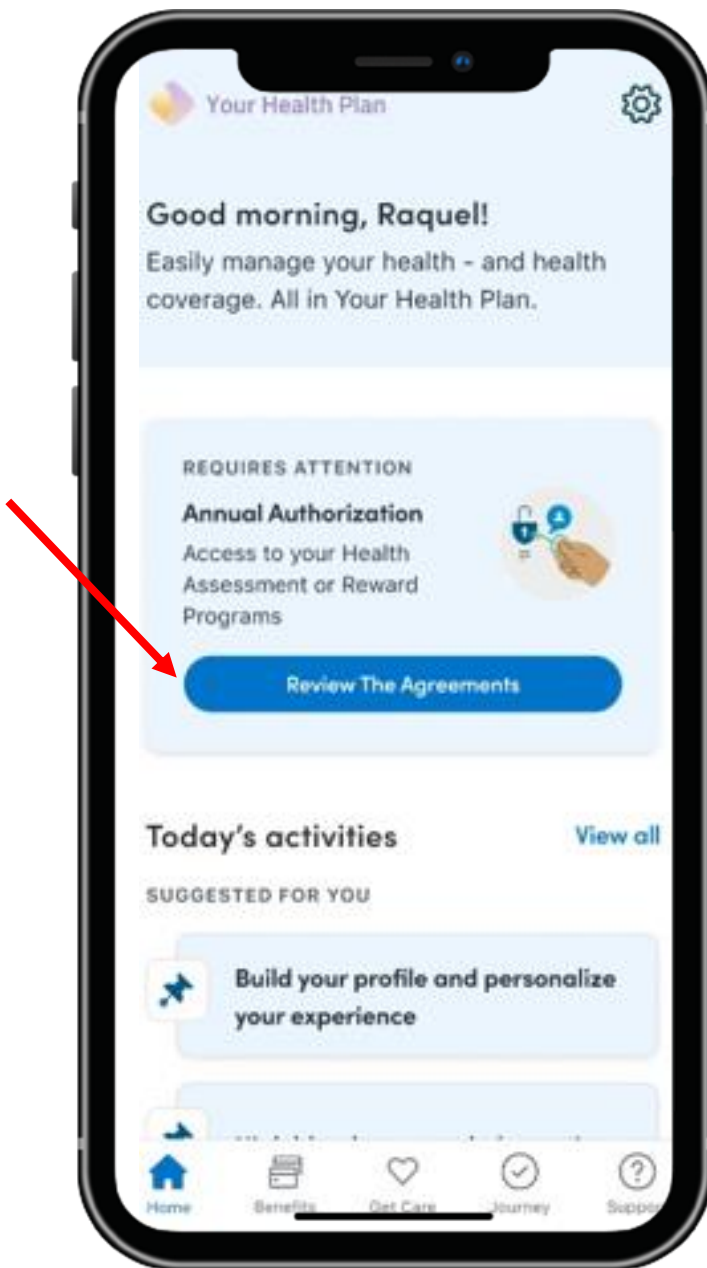 Your Health Plan
Good morning, Raquel!
Easily manage your health - and health
coverage. All in Your Health Plan.
REQUIRES ATTENTION
Annual Authorization
Access to your Health
Assessment or Reward
Programs
Review The Agreements
Today's activities
View all
SUGGESTED FOR YOU
Build your profile and personalize
your experience
Home
Benefits
Get Care
Journey
Support